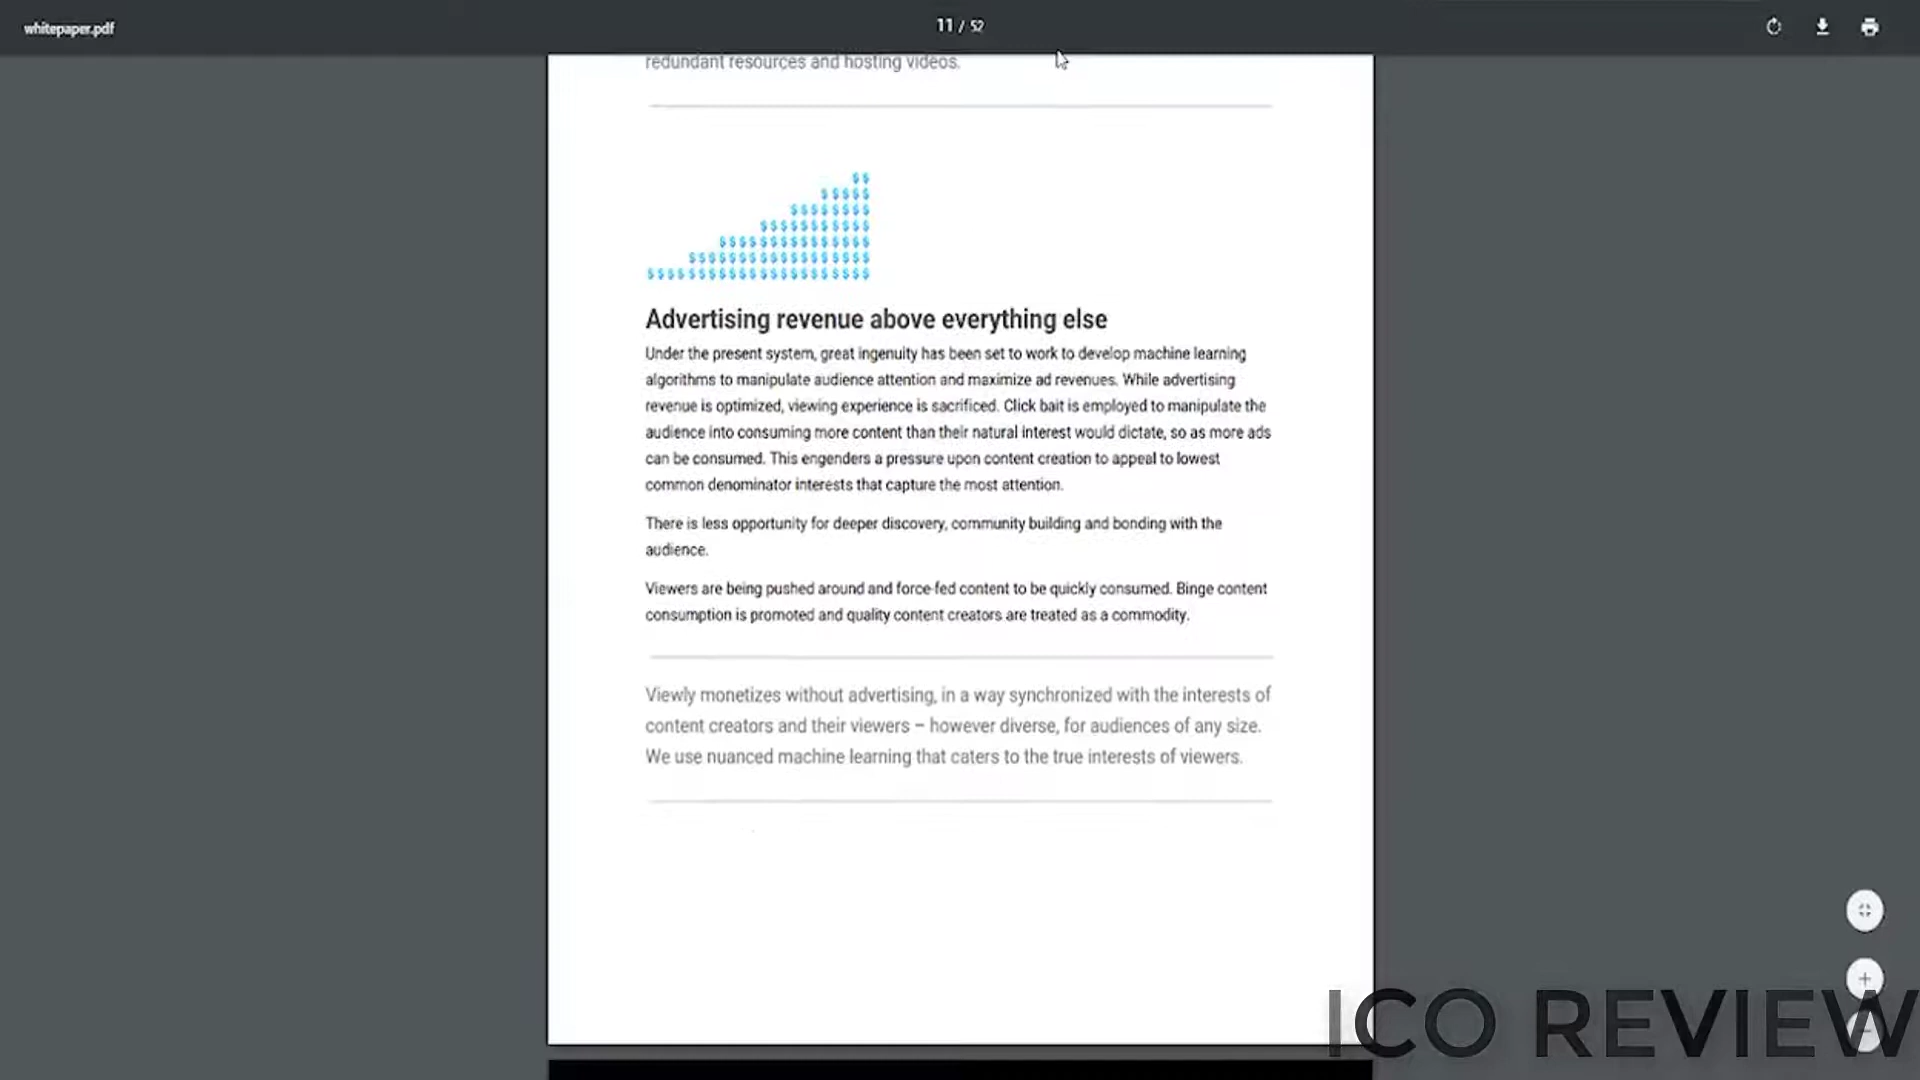 whitepaper.pdf
11 / 52
redundant resources and hosting videos.
$$
$$$$$
$$$$$$$$
$$$$$$$$$$$
$$$$$$$$$$$$$$$
$$$$$$$$$$$$$$$$$$
$$$$$$$$$$$$$$$$$$$$$$
Advertising revenue above everything else
Under the present system, great ingenuity has been set to work to develop machine learning
algorithms to manipulate audience attention and maximize ad revenues. While advertising
revenue is optimized, viewing experience is sacrificed. Click bait is employed to manipulate the
audience into consuming more content than their natural interest would dictate, so as more ads
can be consumed. This engenders a pressure upon content creation to appeal to lowest
common denominator interests that capture the most attention.
There is less opportunity for deeper discovery, community building and bonding with the
audience.
Viewers are being pushed around and force-fed content to be quickly consumed. Binge content
consumption is promoted and quality content creators are treated as a commodity.
Viewly monetizes without advertising, in a way synchronized with the interests of
content creators and their viewers – however diverse, for audiences of any size.
We use nuanced machine learning that caters to the true interests of viewers.
ICO REVIEW